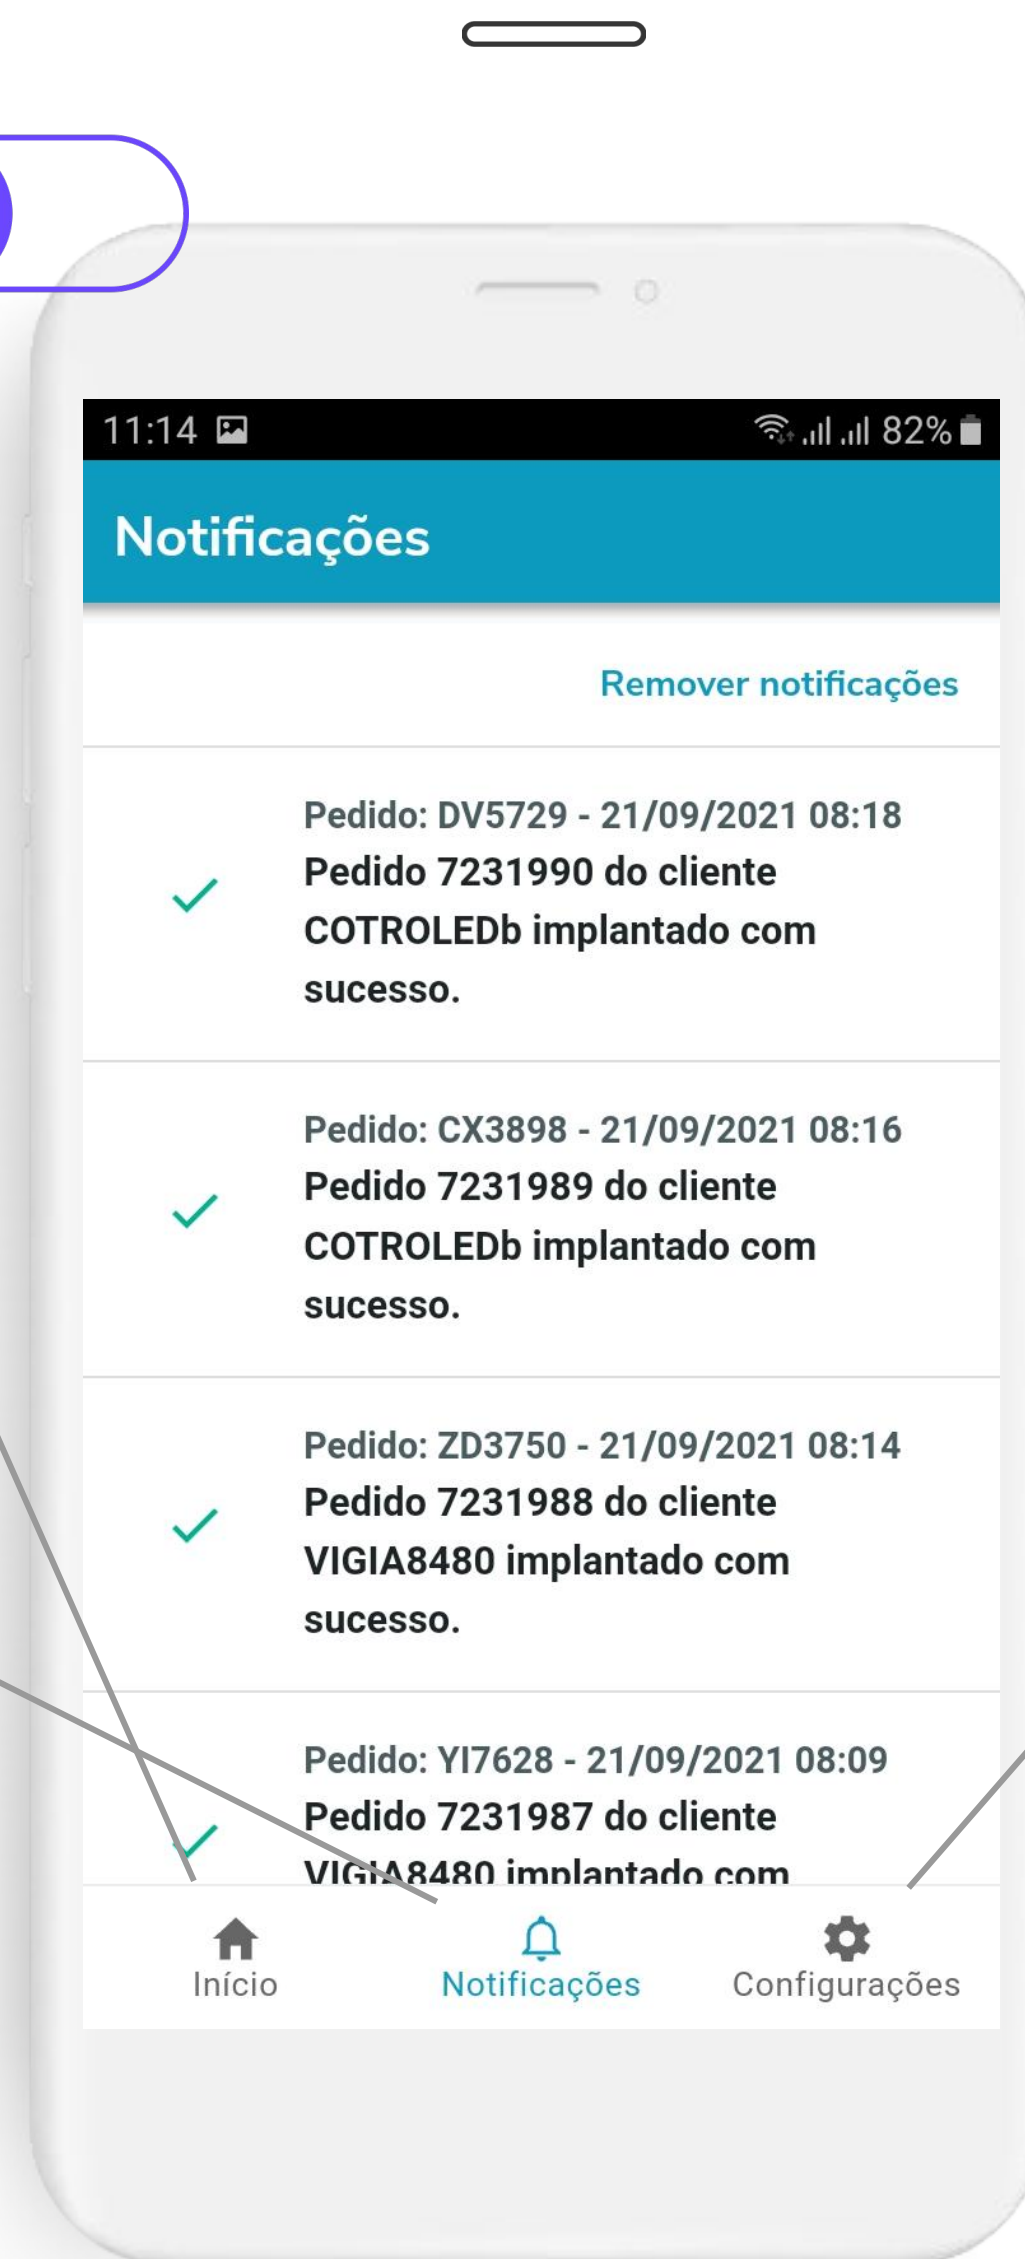 11:14
82%
Notificações
Remover notificações
Pedido: DV5729 - 21/09/2021 08:18
Pedido 7231990 do cliente
COTROLEDb implantado com
sucesso.
Pedido: CX3898 - 21/09/2021 08:16
Pedido 7231989 do cliente
COTROLEDb implantado com
sucesso.
Pedido: ZD3750 - 21/09/2021 08:14
Pedido 7231988 do cliente
VIGIA8480 implantado com
sucesso.
Pedido: YI7628 - 21/09/2021 08:09
Pedido 7231987 do cliente
VIGIA8480 implantado com
Início
Notificações
Configurações